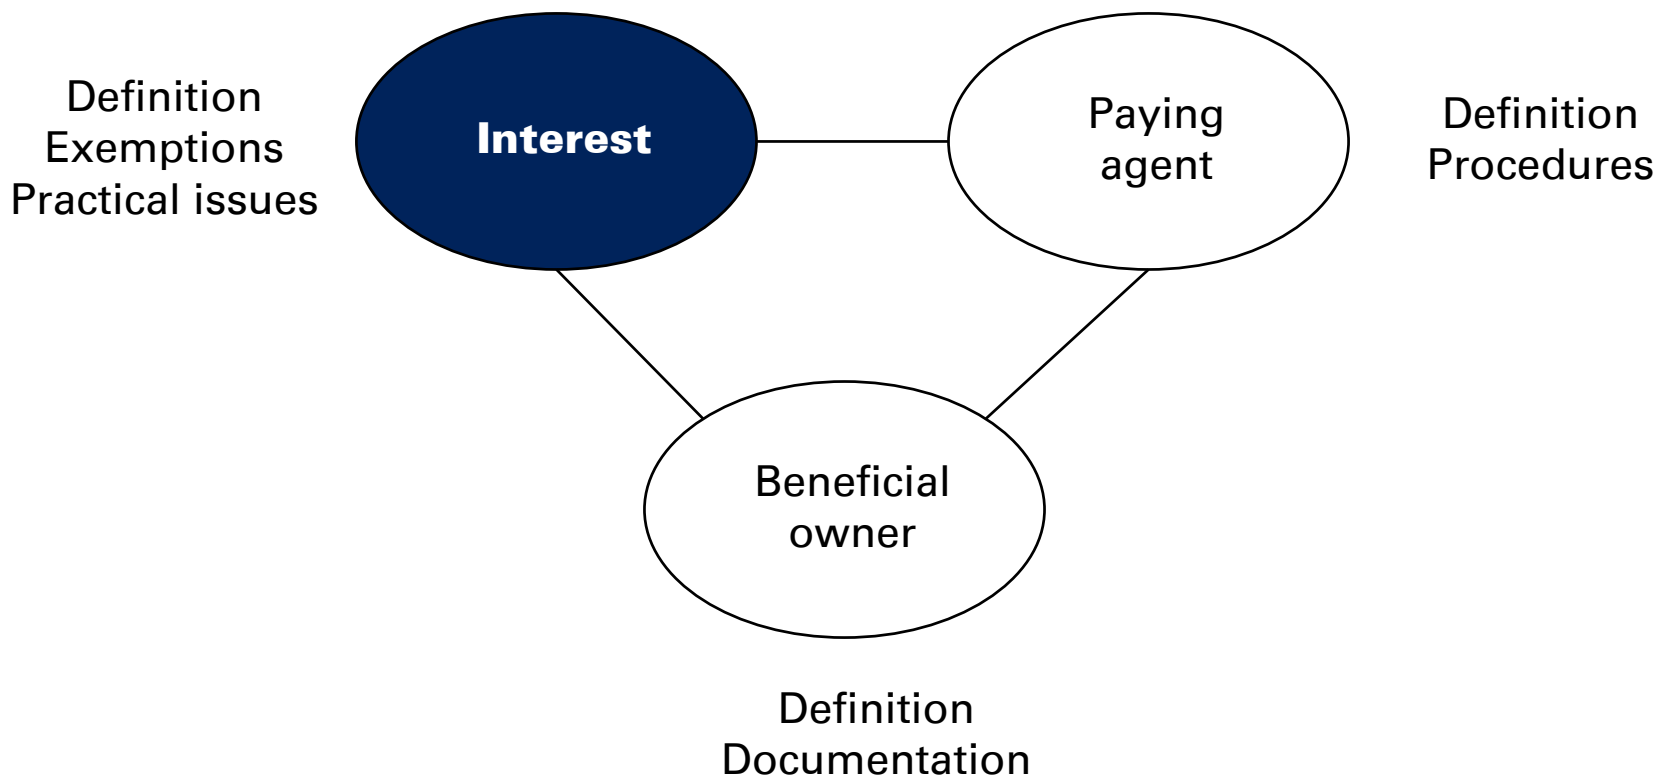 Definition
Exemptions
Practical issues
Interest
Paying
agent
Definition
Procedures
Beneficial
owner
Definition
Documentation